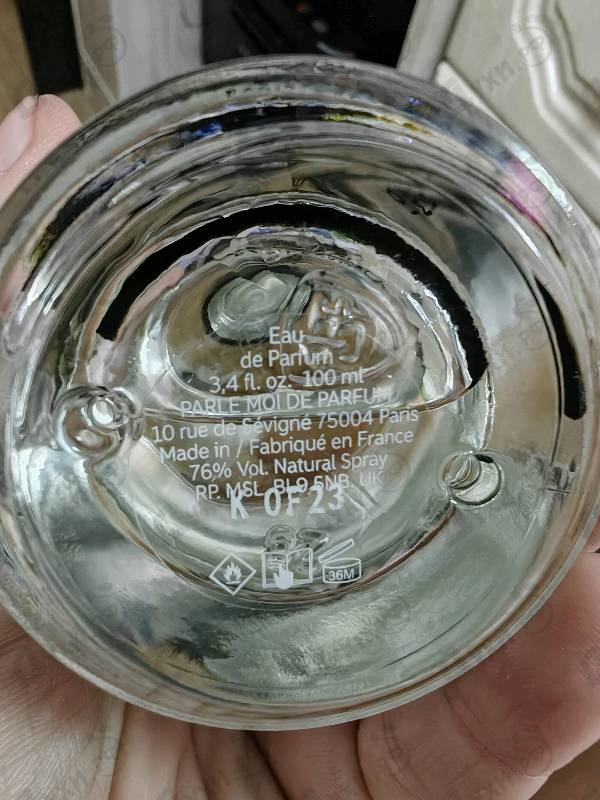 Eau
de Parfum
3,4 fl. oz. 100 ml
PARLE MOI DE PARFUM
10 rue de Sévigné 75004 Paris
Made in / Fabriqué en France
76% Vol. Natural Spray
RP. MSL. BL9 5NB. UK
K 0F23
36M